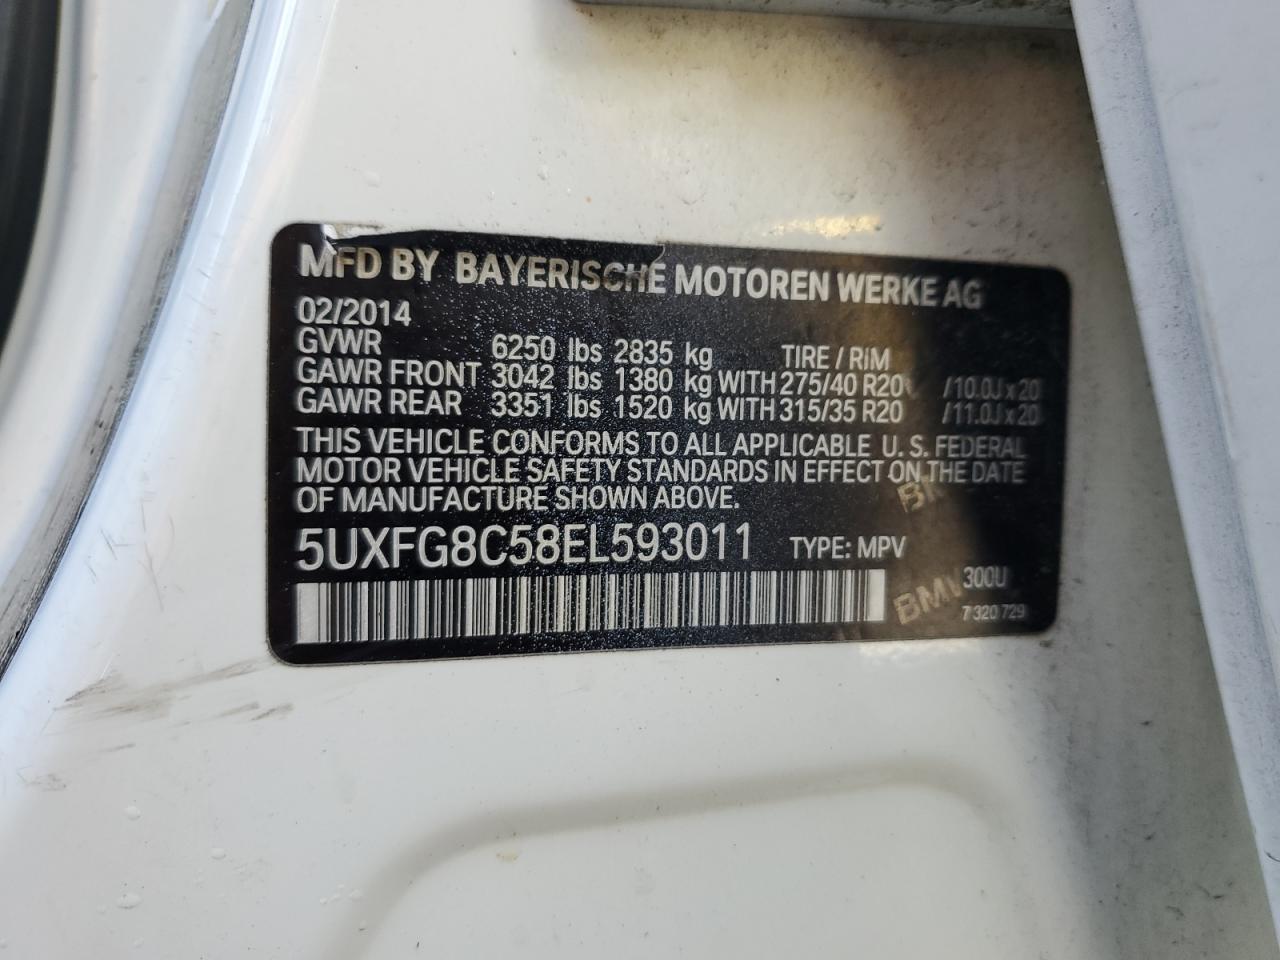 MFD BY BAYERISCHE MOTOREN WERKE AG
02/2014
GVWR 6250 lbs 2835 kg TIRE / RIM
GAWR FRONT 3042 lbs 1380 kg WITH 275/40 R20 /10.0J x 20
GAWR REAR 3351 lbs 1520 kg WITH 315/35 R20 /11.0J x 20
THIS VEHICLE CONFORMS TO ALL APPLICABLE U.S. FEDERAL
MOTOR VEHICLE SAFETY STANDARDS IN EFFECT ON THE DATE
OF MANUFACTURE SHOWN ABOVE.
5UXFG8C58EL593011 TYPE: MPV
300U
BMW
7 320 729